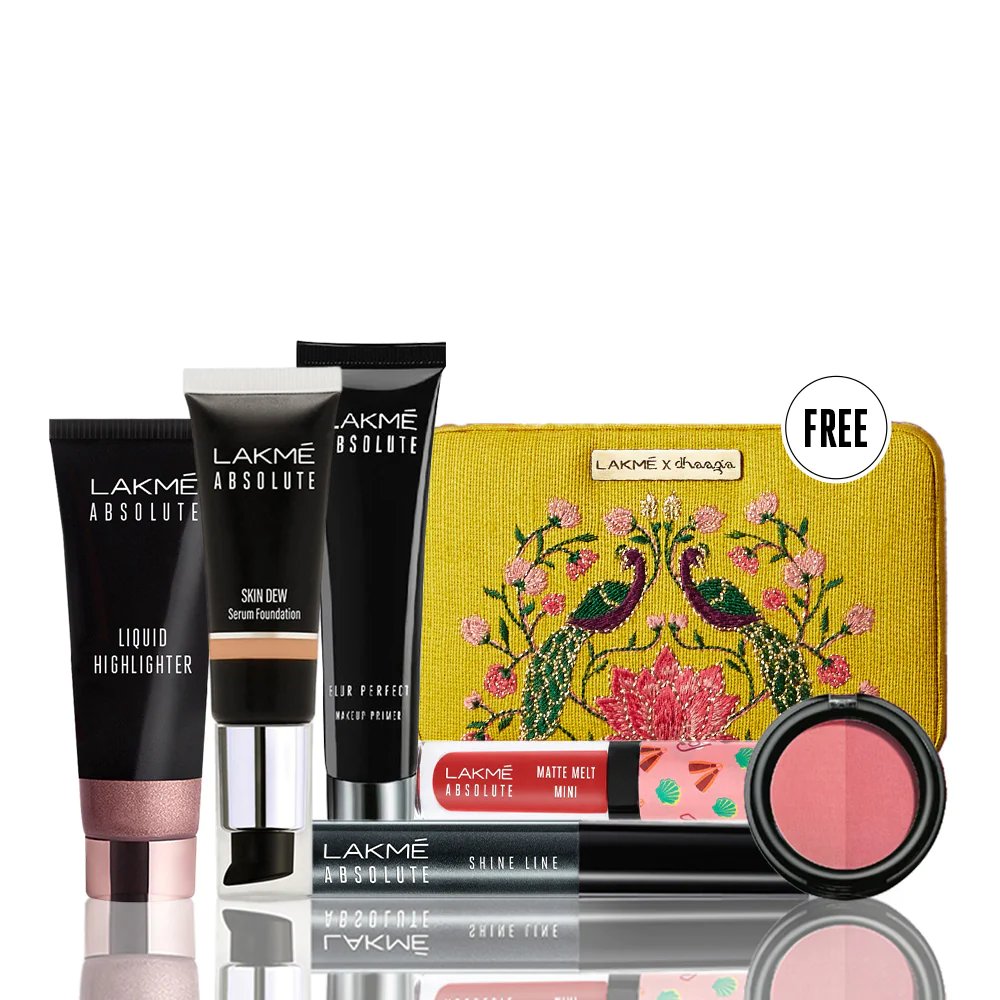 LAKMÉ
ABSOLUTE
LIQUID
HIGHLIGHTER
LAKMÉ
ABSOLUTE
SKIN DEW
Serum Foundation
LAKMÉ
ABSOLUTE
BLUR PERFECT
MAKEUP PRIMER
LAKMÉ X dhaaga
FREE
LAKMÉ
ABSOLUTE
MATTE MELT
MINI
LAKMÉ
ABSOLUTE
SHINE LINE